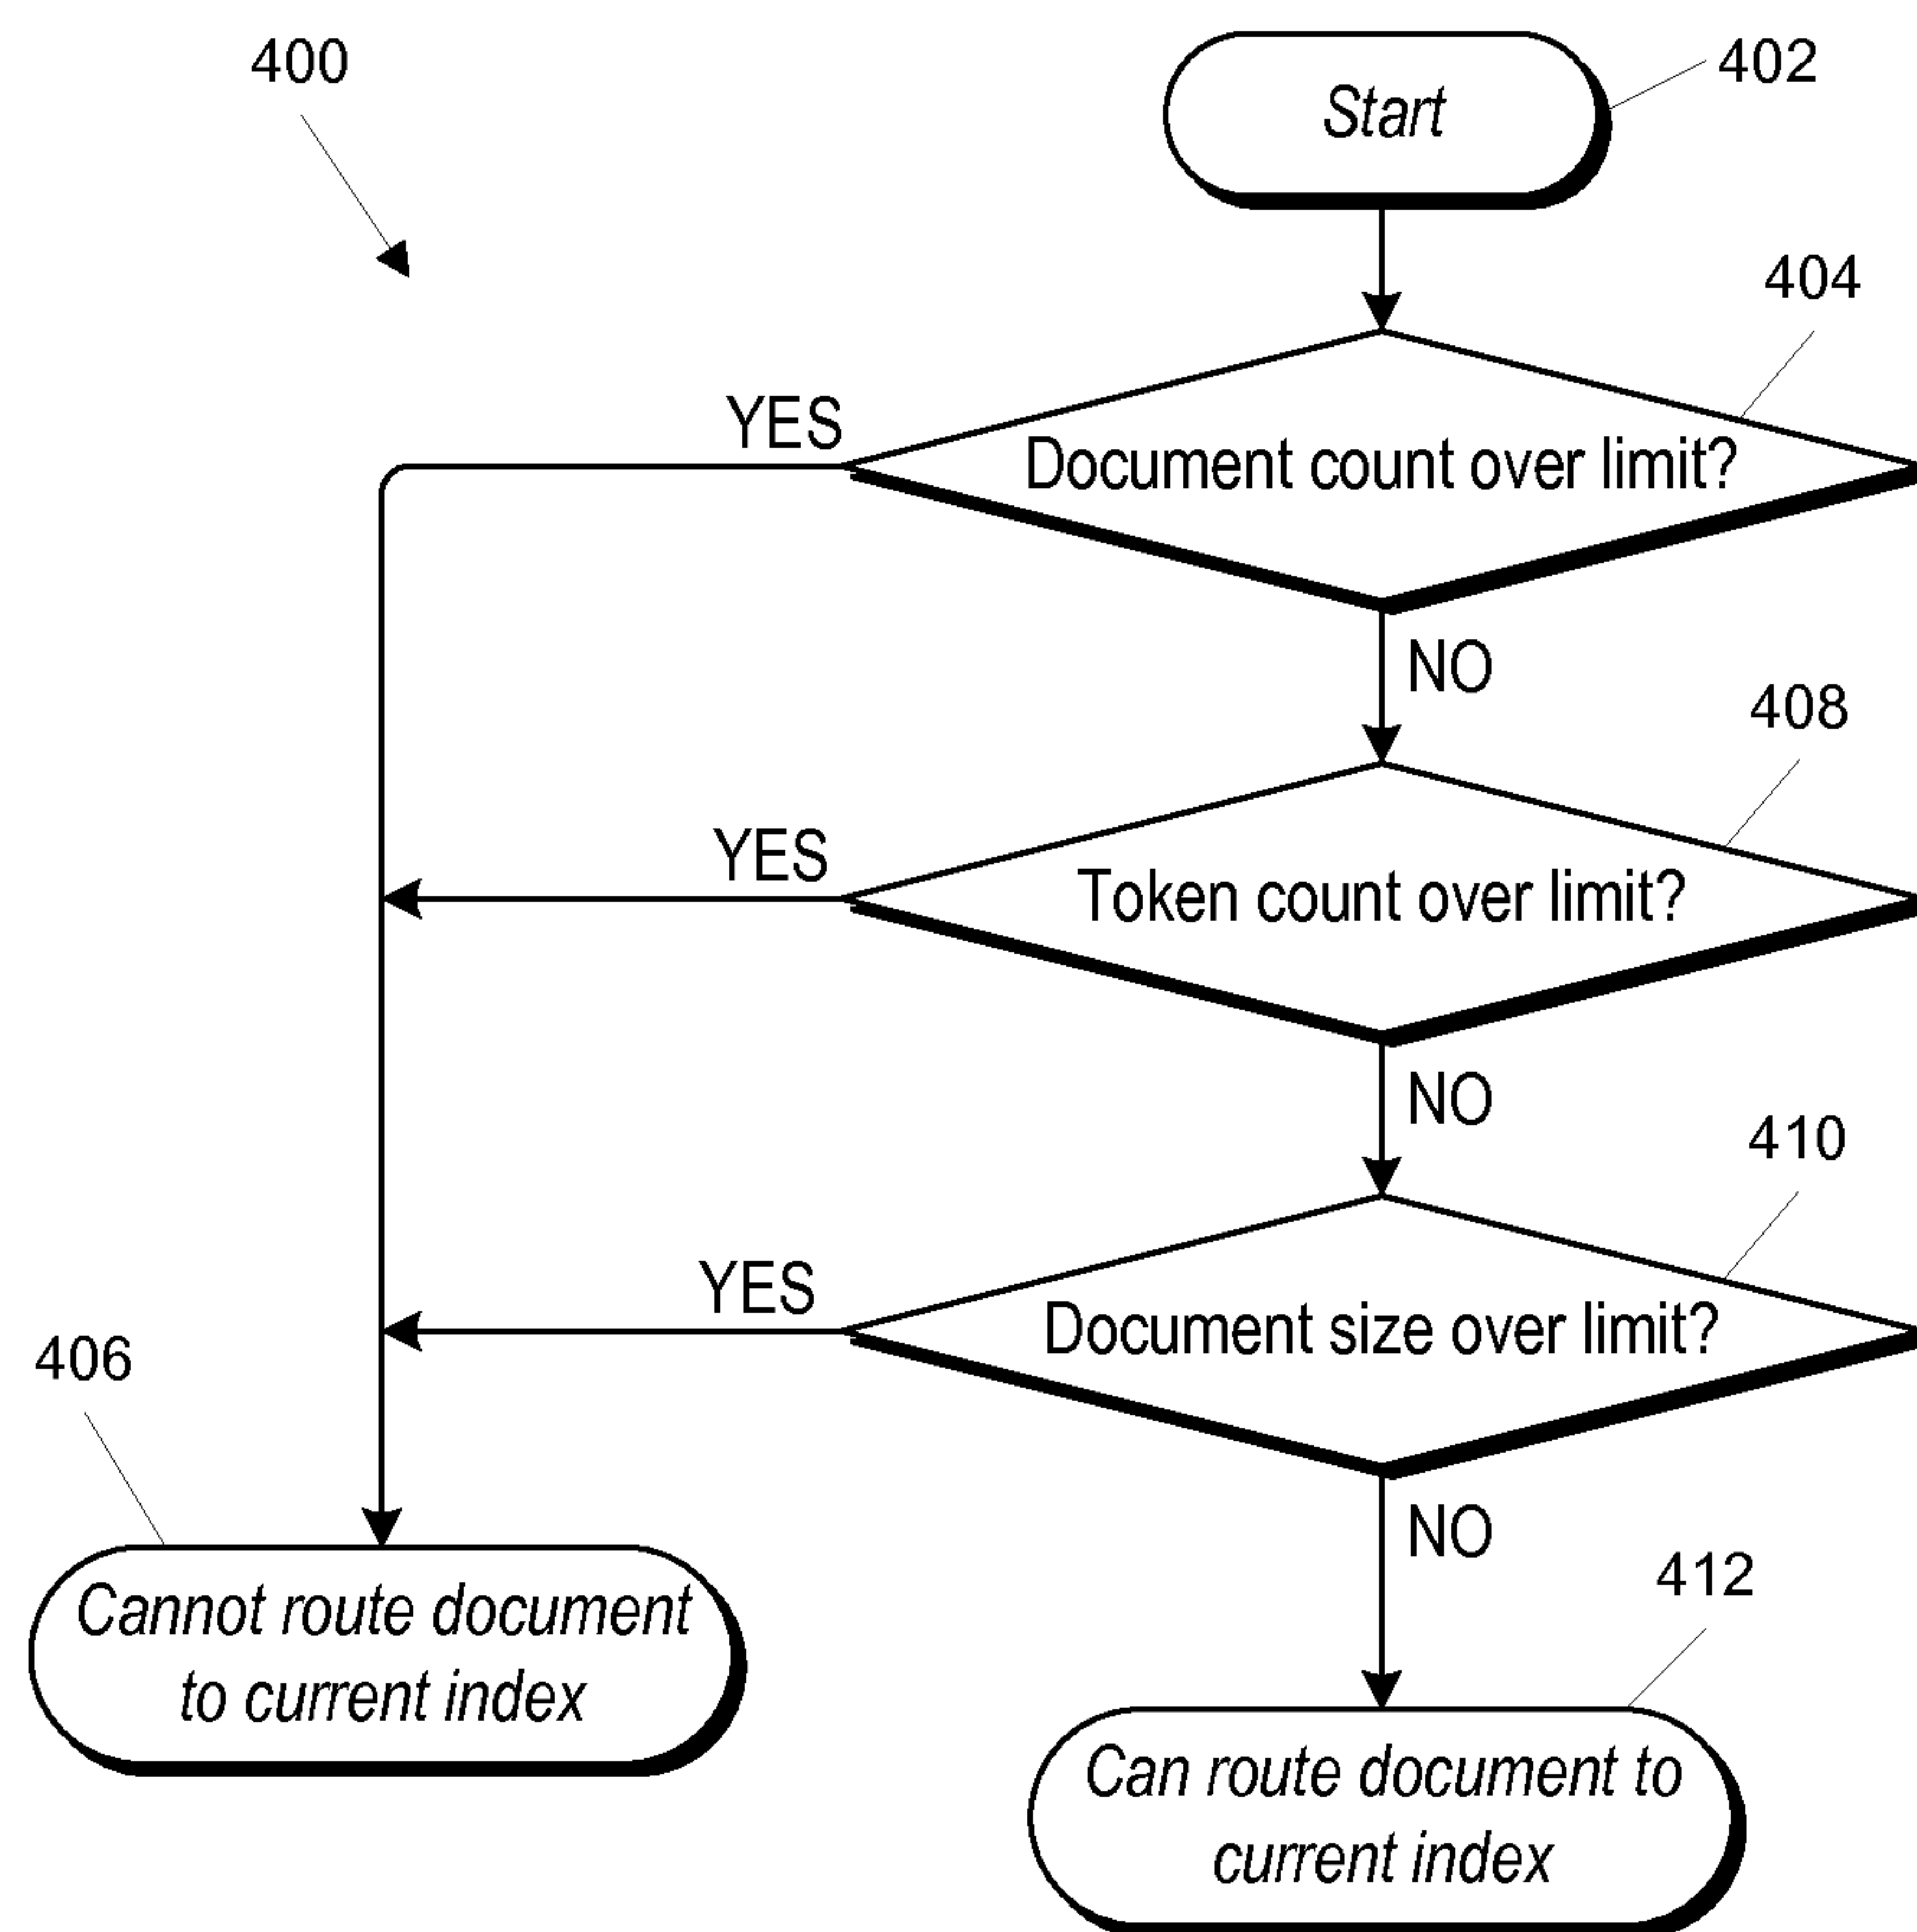 400
402
Start
404
YES
Document count over limit?
NO
408
YES
Token count over limit?
NO
410
YES
Document size over limit?
406
NO
412
Cannot route document
to current index
Can route document to
current index